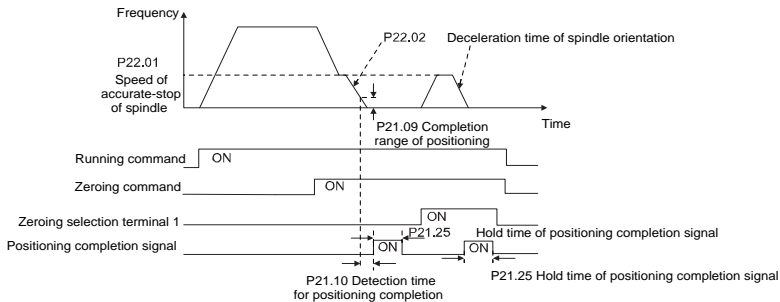 Frequency
P22.02
Deceleration time of spindle orientation
P22.01
Speed of
accurate-stop
of spindle
Time
P21.09 Completion
range of positioning
Running command
ON
Zeroing command
ON
Zeroing selection terminal 1
ON
P21.25
Hold time of positioning completion signal
Positioning completion signal
ON
ON
P21.10 Detection time
for positioning completion
P21.25 Hold time of positioning completion signal